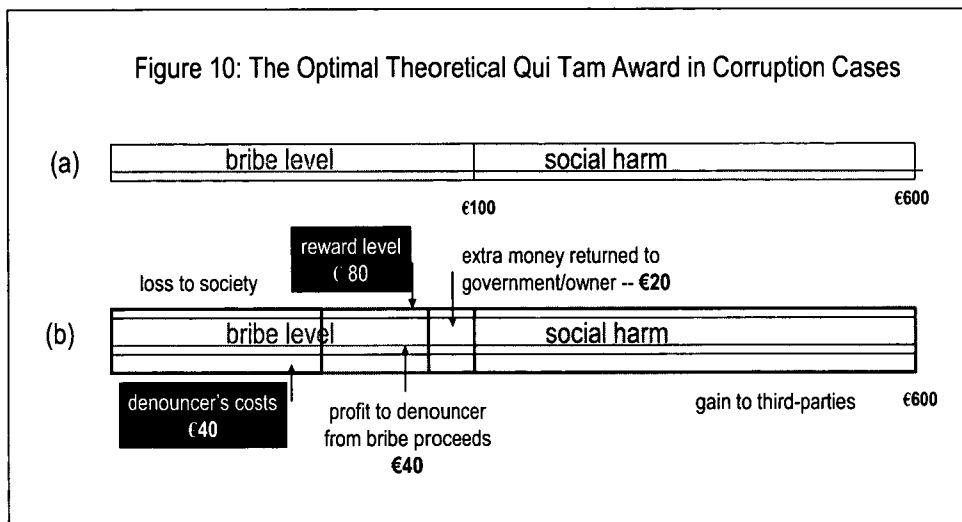 Figure 10: The Optimal Theoretical Qui Tam Award in Corruption Cases
(a)
bribe level
social harm
€100
€600
reward level
€80
extra money returned to
government/owner -- €20
loss to society
(b)
bribe level
social harm
denouncer's costs
€40
profit to denouncer
from bribe proceeds
€40
gain to third-parties
€600